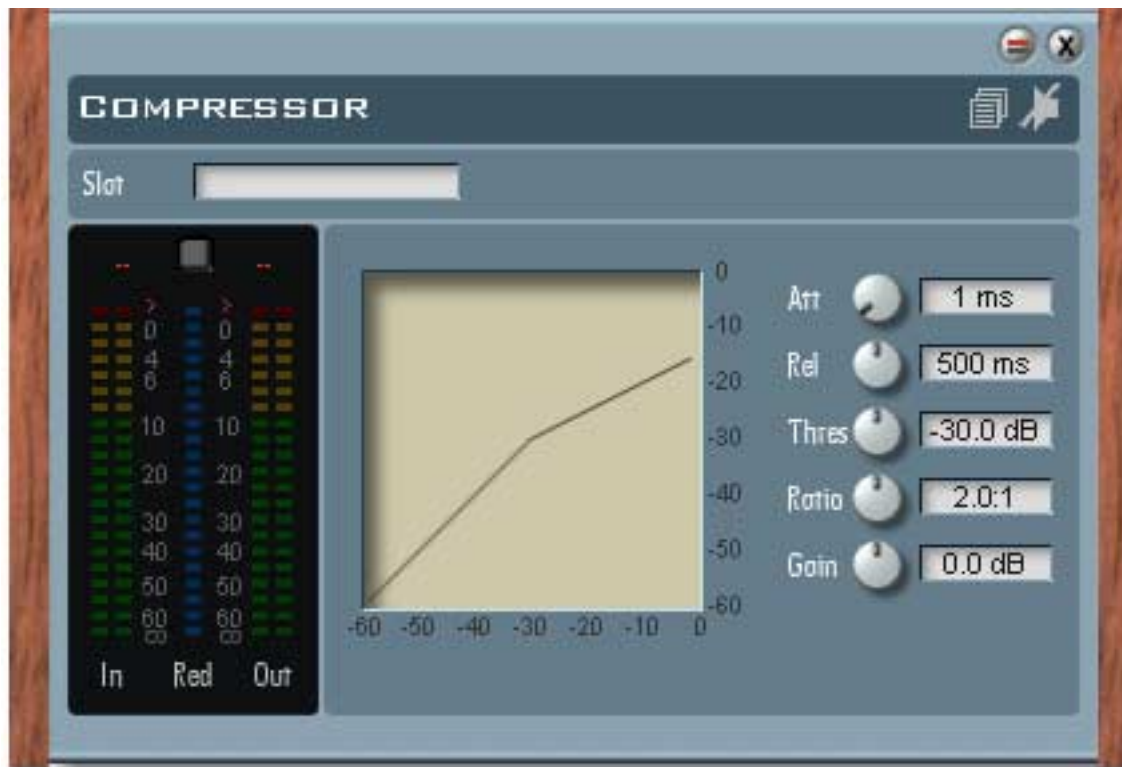 X
COMPRESSOR
Slot
-- --
> >
0 0
4 4
6 6
10 10
20 20
30 30
40 40
50 50
60 60
∞ ∞
In Red Out
0
-10
-20
-30
-40
-50
-60
-60 -50 -40 -30 -20 -10 0
Att 1 ms
Rel 500 ms
Thres -30.0 dB
Ratio 2.0:1
Gain 0.0 dB